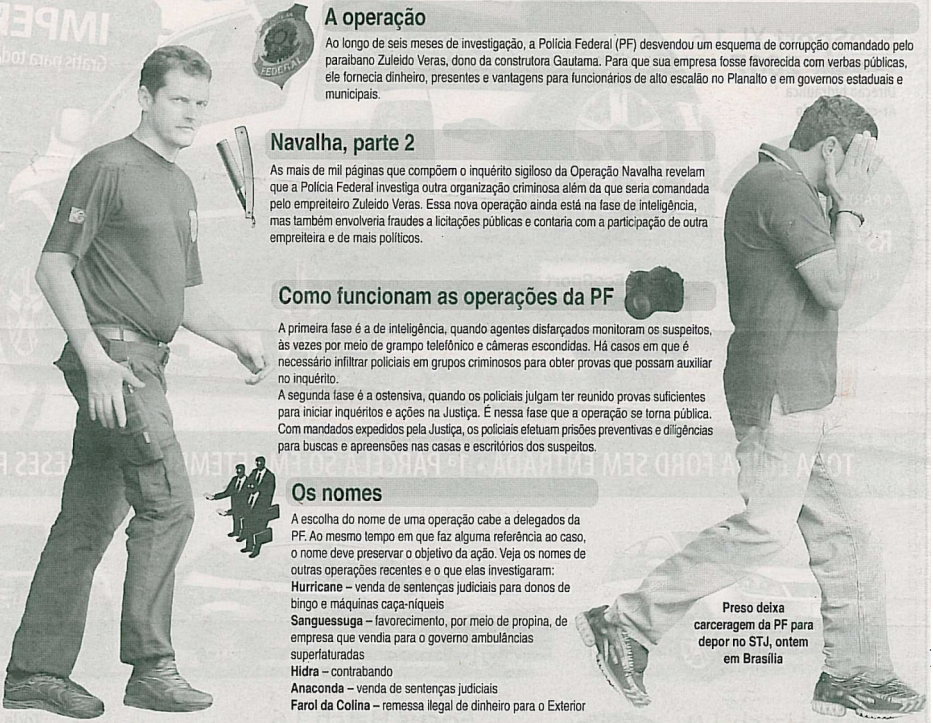 A operação
Ao longo de seis meses de investigação, a Polícia Federal (PF) desvendou um esquema de corrupção comandado pelo
paraibano Zuleido Veras, dono da construtora Gautama. Para que sua empresa fosse favorecida com verbas públicas,
ele fornecia dinheiro, presentes e vantagens para funcionários de alto escalão no Planalto e em governos estaduais e
municipais.
FEDERAL
Navalha, parte 2
As mais de mil páginas que compõem o inquérito sigiloso da Operação Navalha revelam
que a Polícia Federal investiga outra organização criminosa além da que seria comandada
pelo empreiteiro Zuleido Veras. Essa nova operação ainda está na fase de inteligência,
mas também envolveria fraudes a licitações públicas e contaria com a participação de outra
empreiteira e de mais políticos.
Como funcionam as operações da PF
A primeira fase é a de inteligência, quando agentes disfarçados monitoram os suspeitos,
às vezes por meio de grampo telefônico e câmeras escondidas. Há casos em que é
necessário infiltrar policiais em grupos criminosos para obter provas que possam auxiliar
no inquérito.
A segunda fase é a ostensiva, quando os policiais julgam ter reunido provas suficientes
para iniciar inquéritos e ações na Justiça. É nessa fase que a operação se torna pública.
Com mandados expedidos pela Justiça, os policiais efetuam prisões preventivas e diligências
para buscas e apreensões nas casas e escritórios dos suspeitos.
Os nomes
A escolha do nome de uma operação cabe a delegados da
PF. Ao mesmo tempo em que faz alguma referência ao caso,
o nome deve preservar o objetivo da ação. Veja os nomes de
outras operações recentes e o que elas investigaram:
Hurricane – venda de sentenças judiciais para donos de
bingo e máquinas caça-níqueis
Sanguessuga – favorecimento, por meio de propina, de
empresa que vendia para o governo ambulâncias
superfaturadas
Hidra – contrabando
Anaconda – venda de sentenças judiciais
Farol da Colina – remessa ilegal de dinheiro para o Exterior
Preso deixa
carceragem da PF para
depor no STJ, ontem
em Brasília